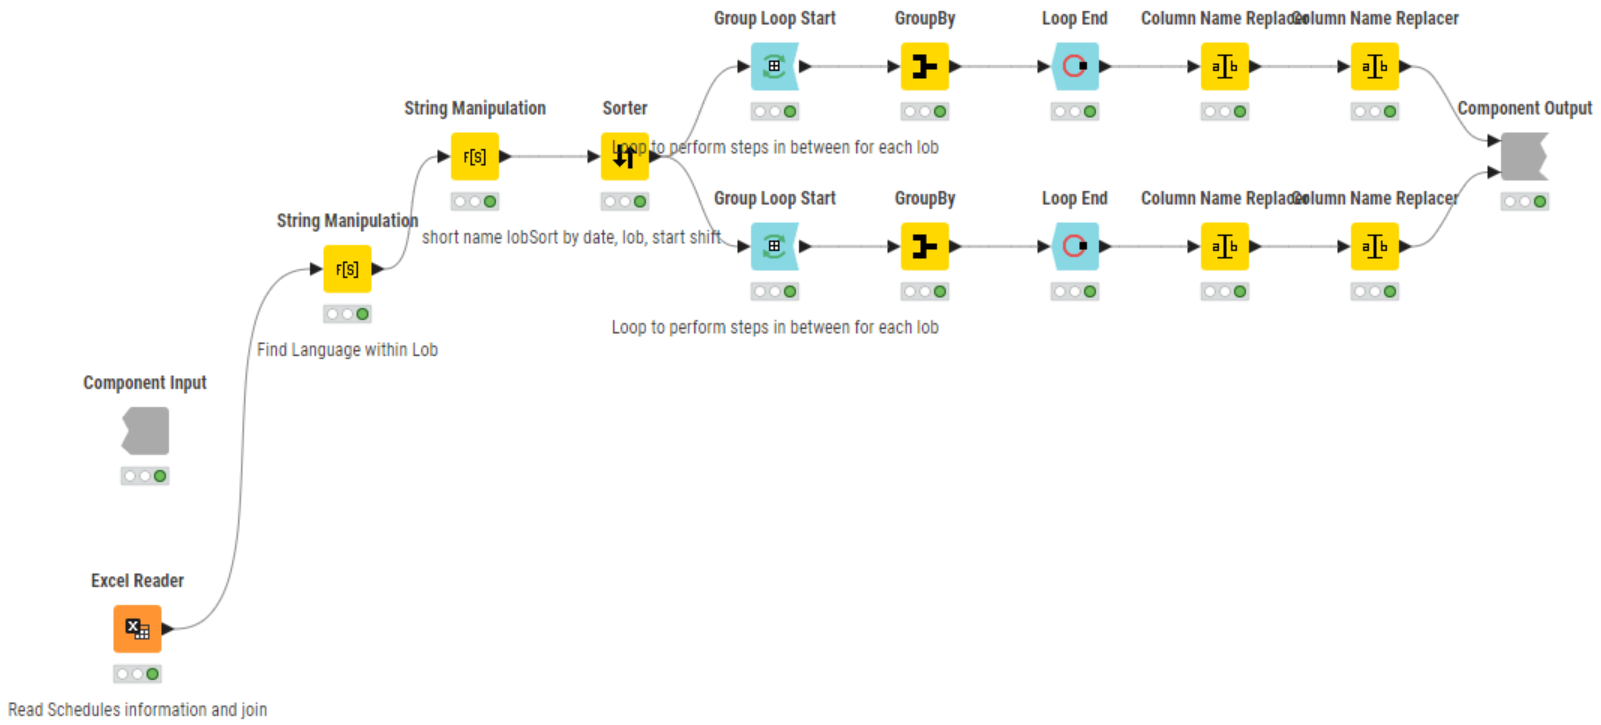 Group Loop Start
GroupBy
Loop End
Column Name Replacer
Column Name Replacer
String Manipulation
Sorter
Component Output
F[S]
Loop to perform steps in between for each lob
a b
a b
String Manipulation
short name lob
Sort by date, lob, start shift
Group Loop Start
GroupBy
Loop End
Column Name Replacer
Column Name Replacer
F[S]
a b
a b
Find Language within Lob
Loop to perform steps in between for each lob
Component Input
Excel Reader
X
Read Schedules information and join